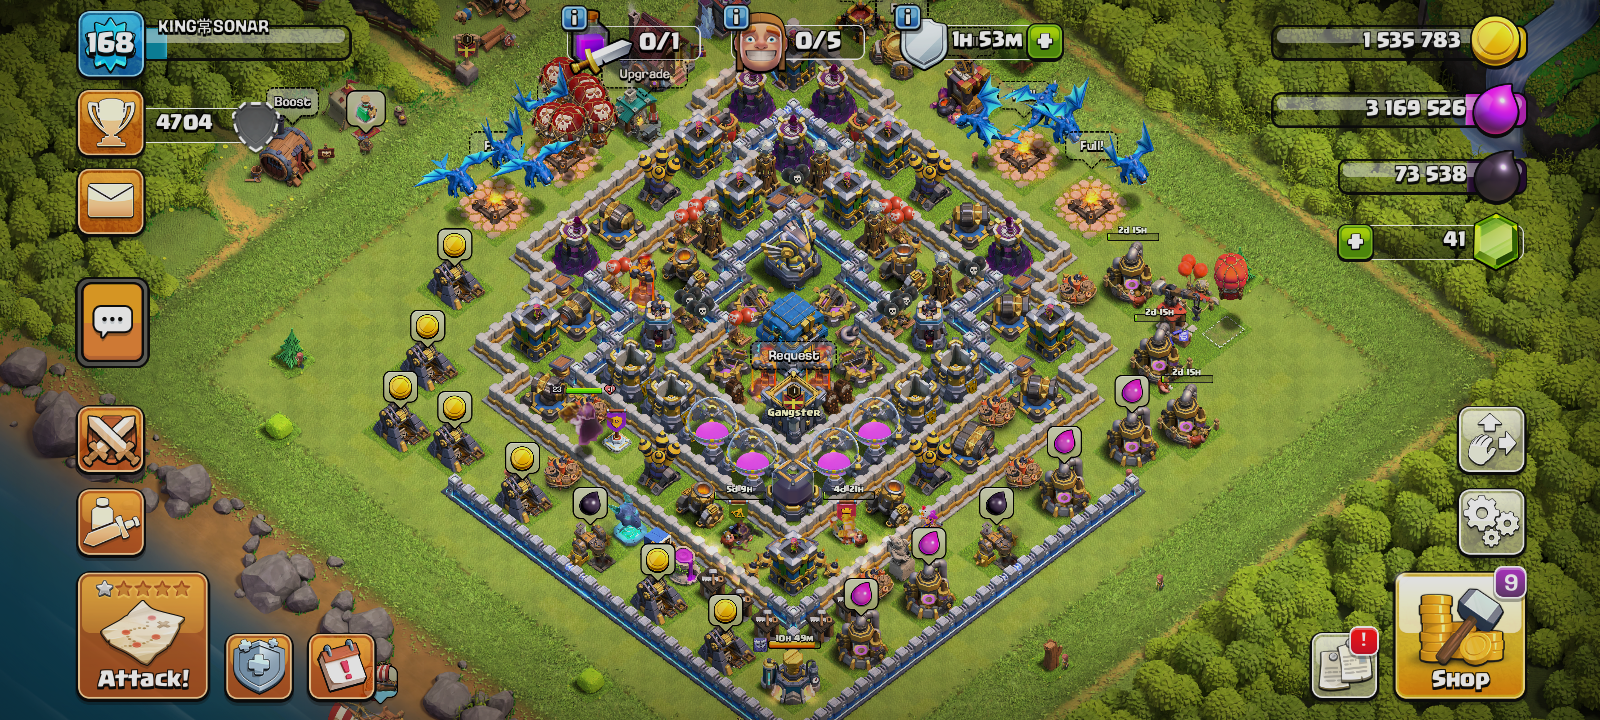 168
KING常SONAR
0/1
0/5
1H 53M
1 535 783
Upgrade
Boost
4704
3 169 526
Full!
73 538
2d 15H
41
2d 15H
Request
2d 15H
Gangster
23
5d 9H
4d 21H
9
10H 49M
Attack!
Shop